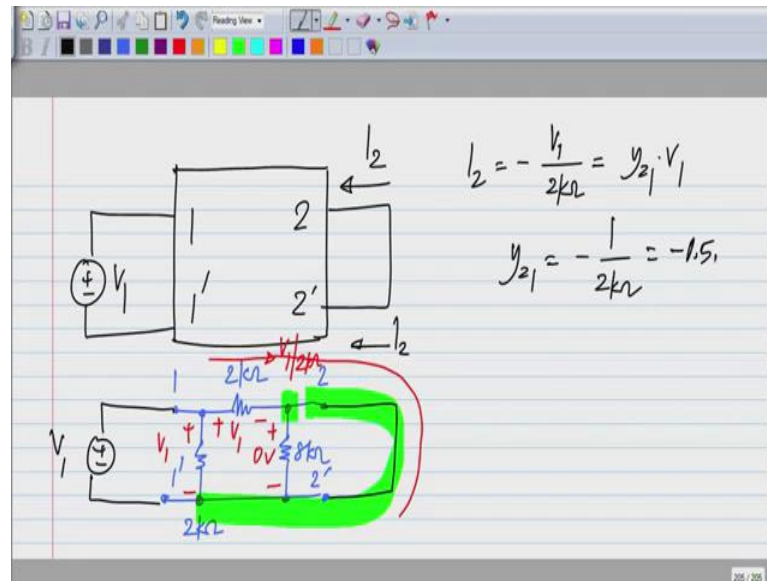 Reading View
B I
I₂
I₂ = - V₁/2kΩ = y₂₁·V₁
1 2
V₁
y₂₁ = - 1/2kΩ = -0.5
1' 2'
I₂
V₁/2kΩ
1 2kΩ 2
V₁ V₁ + V₁ - + 0V 8kΩ
1' 2'
2kΩ
205 / 205